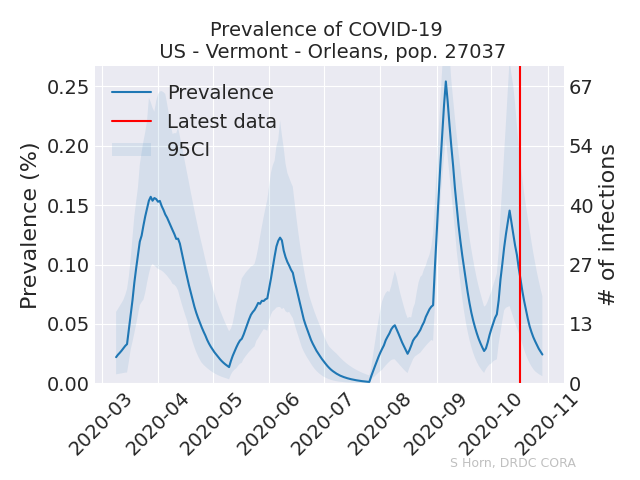 Prevalence of COVID-19
US - Vermont - Orleans, pop. 27037
Prevalence (%)
0.25
0.20
0.15
0.10
0.05
0.00
Prevalence
Latest data
95CI
67
54
40
27
13
0
# of infections
2020-03
2020-04
2020-05
2020-06
2020-07
2020-08
2020-09
2020-10
2020-11
S Horn, DRDC CORA